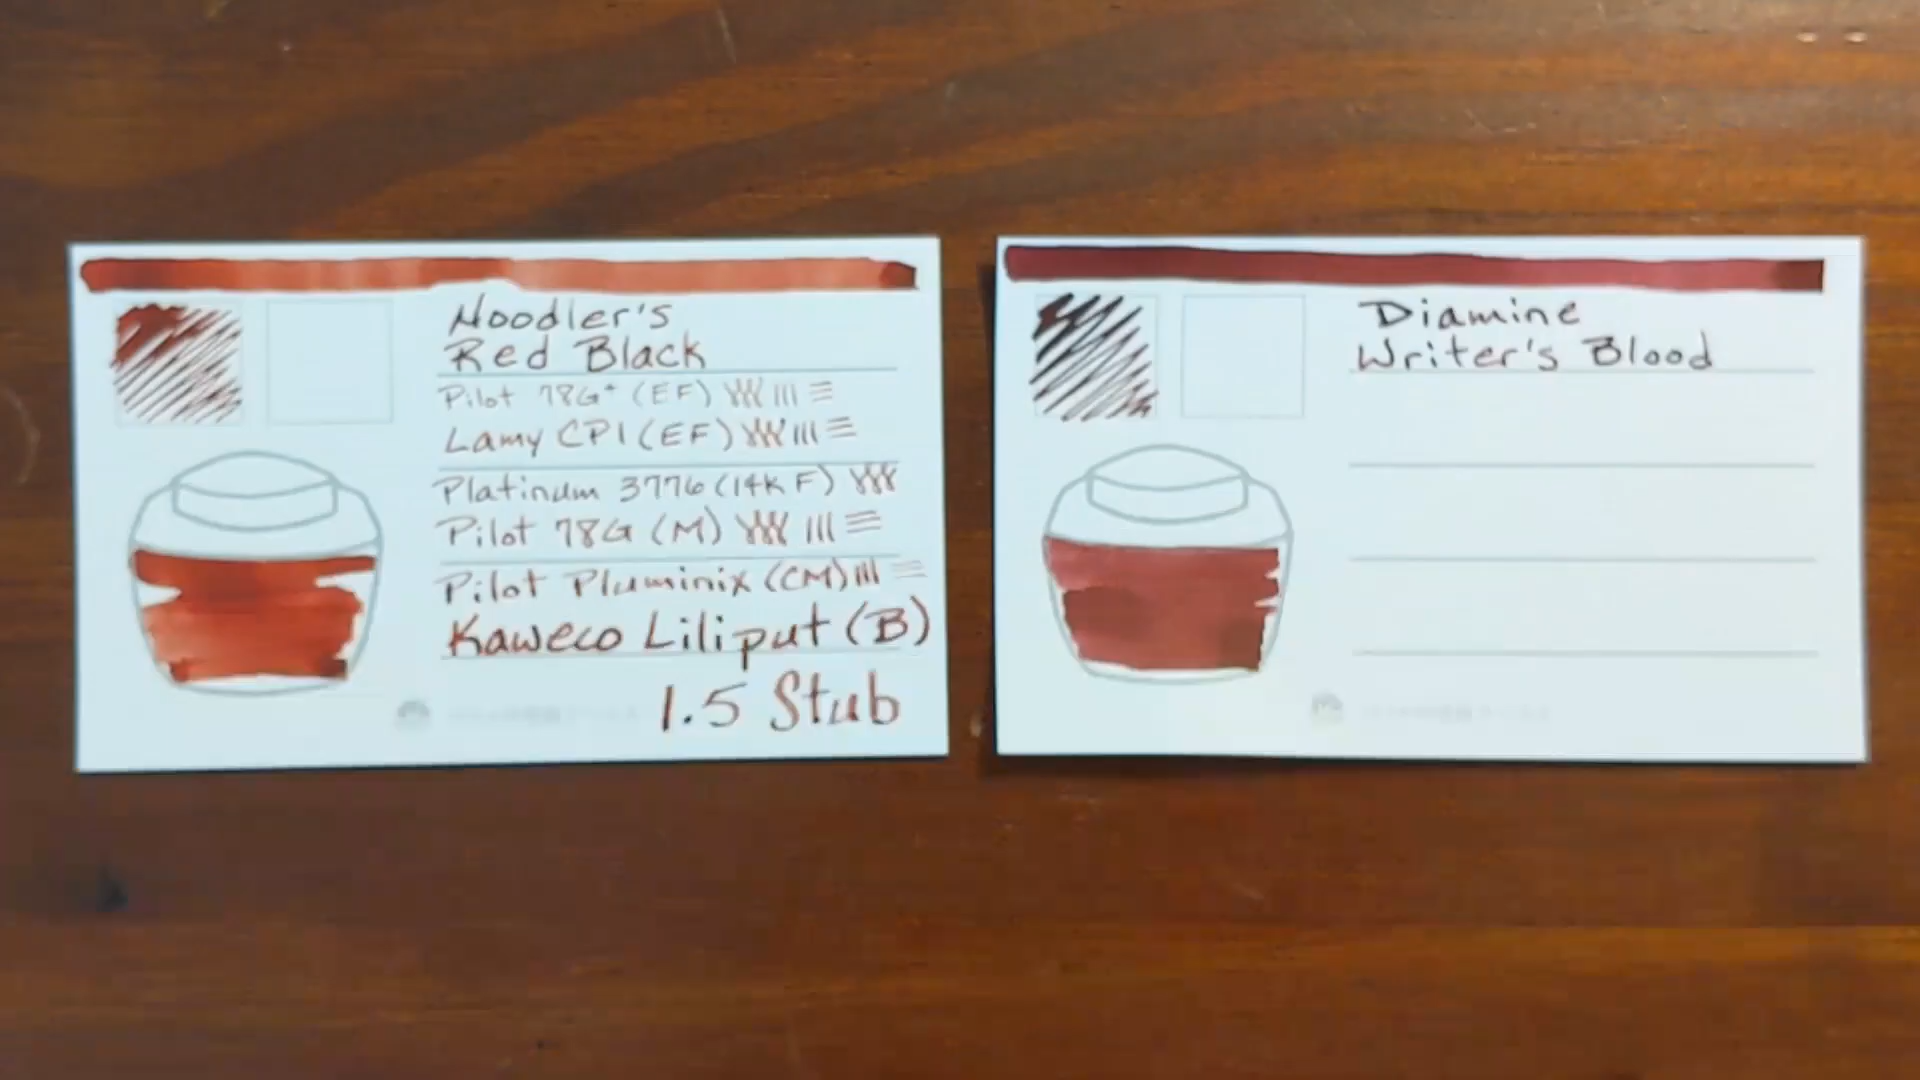 Noodler's
Red Black
Pilot 78G+ (EF)
Lamy CP1 (EF)
Platinum 3776 (14K F)
Pilot 78G (M)
Pilot Pluminix (CM)
Kaweco Liliput (B)
1.5 Stub
Diamine
Writer's Blood